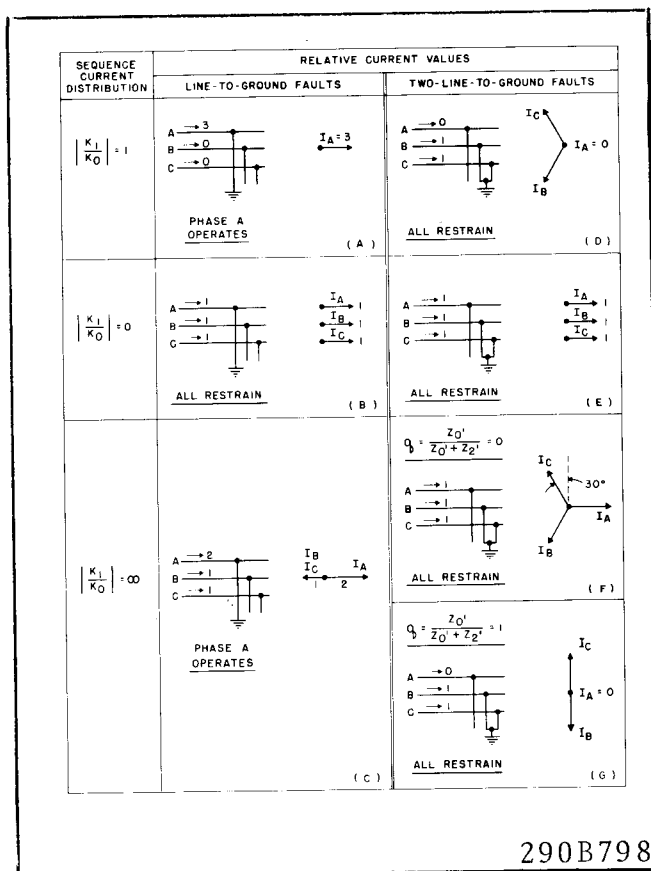 SEQUENCE
CURRENT
DISTRIBUTION
RELATIVE CURRENT VALUES
LINE-TO-GROUND FAULTS
TWO-LINE-TO-GROUND FAULTS
|K1/K0| = 1
A 3
B 0
C 0
IA = 3
PHASE A
OPERATES
(A)
A 0
B 1
C 1
IC
IA = 0
IB
ALL RESTRAIN
(D)
|K1/K0| = 0
A 1
B 1
C 1
IA 1
IB 1
IC 1
ALL RESTRAIN
(B)
A 1
B 1
C 1
IA 1
IB 1
IC 1
ALL RESTRAIN
(E)
|K1/K0| = ∞
A 2
B 1
C 1
IB
IC IA
1 2
PHASE A
OPERATES
(C)
q = Z0'/(Z0' + Z2') = 0
A 1
B 1
C 1
IC
30°
IA
IB
ALL RESTRAIN
(F)
q = Z0'/(Z0' + Z2') = 1
A 0
B 1
C 1
IC
IA = 0
IB
ALL RESTRAIN
(G)
290B798